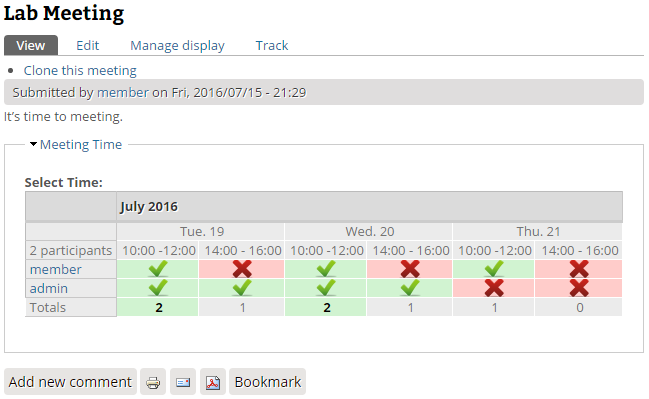 Lab Meeting
View Edit Manage display Track
Clone this meeting
Submitted by member on Fri, 2016/07/15 - 21:29
It's time to meeting.
Meeting Time
Select Time:
July 2016
Tue. 19 Wed. 20 Thu. 21
2 participants 10:00 -12:00 14:00 - 16:00 10:00 -12:00 14:00 - 16:00 10:00 -12:00 14:00 - 16:00
member
admin
Totals 2 1 2 1 1 0
Add new comment Bookmark